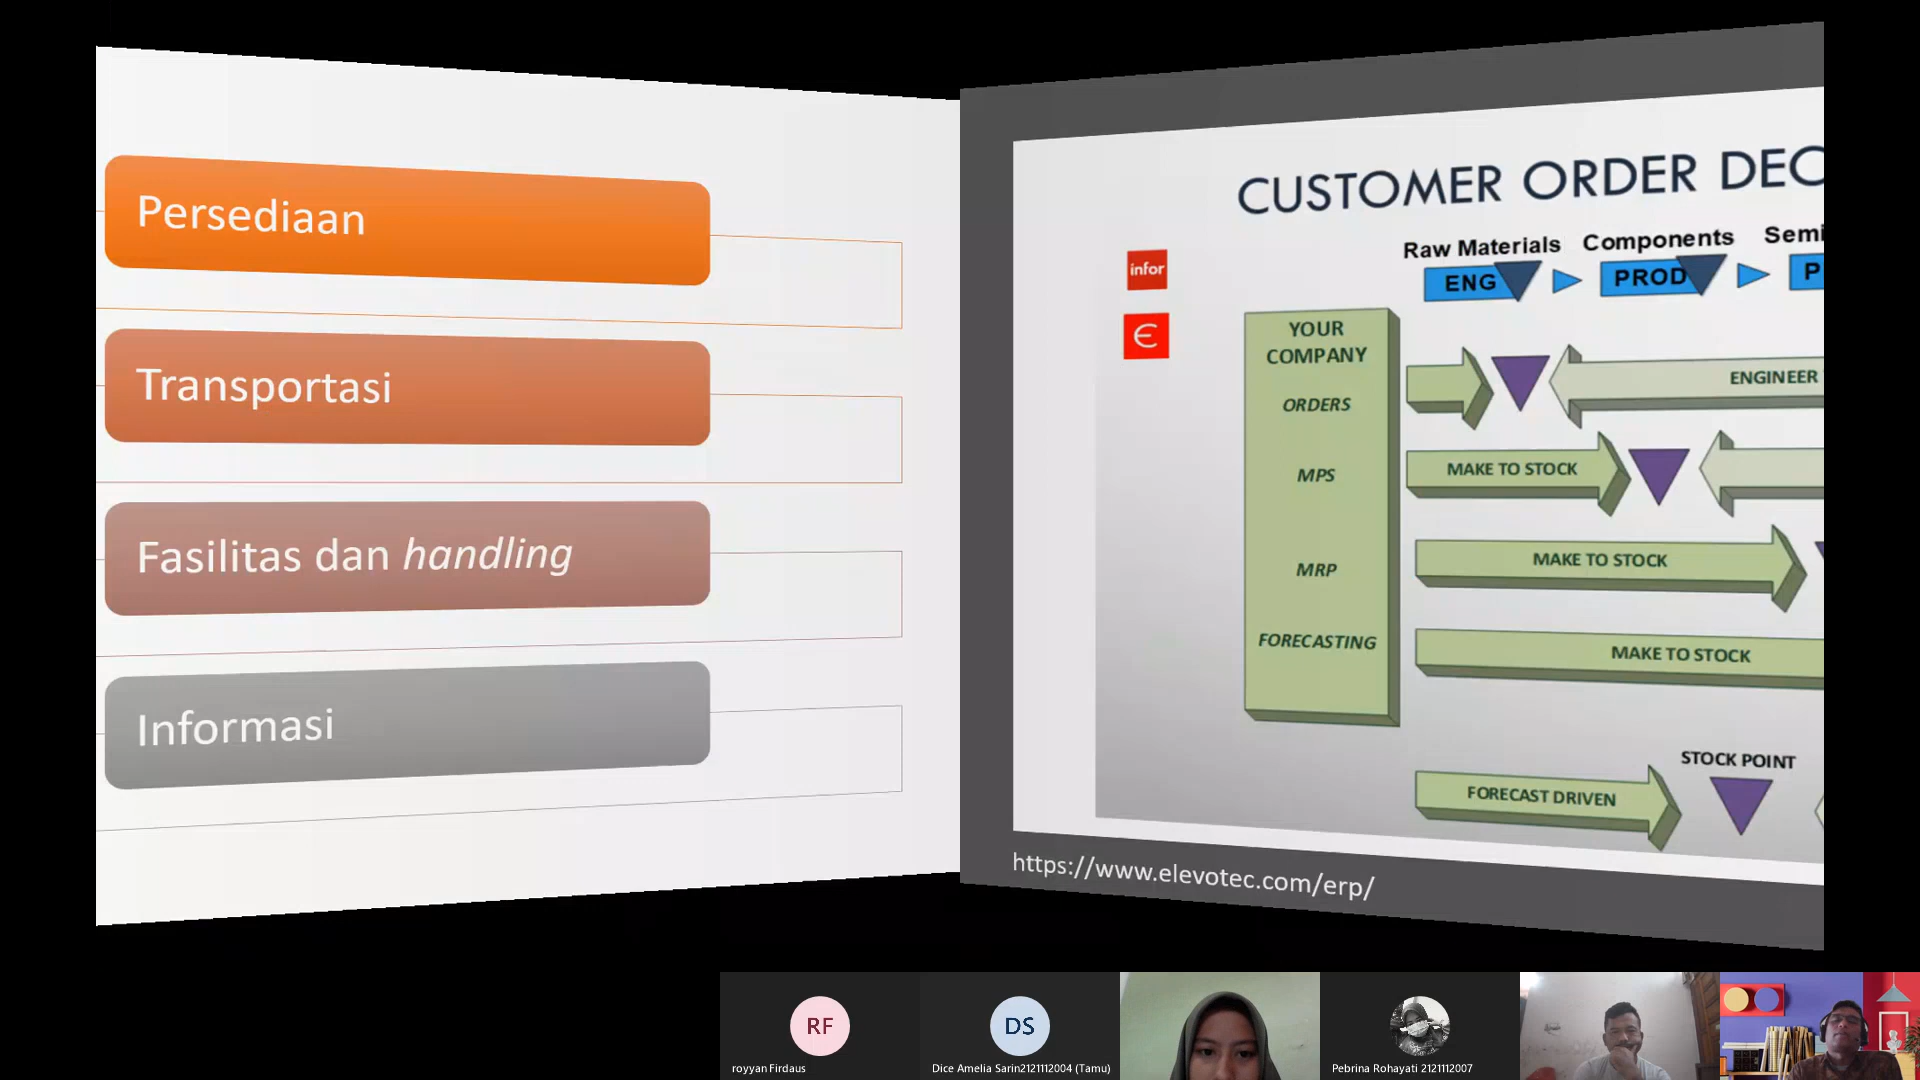 Persediaan
Transportasi
Fasilitas dan handling
Informasi
CUSTOMER ORDER DEC
Raw Materials Components Semi
ENG PROD P
infor
YOUR
COMPANY
ORDERS
MPS
MRP
FORECASTING
ENGINEER
MAKE TO STOCK
MAKE TO STOCK
MAKE TO STOCK
STOCK POINT
FORECAST DRIVEN
https://www.elevotec.com/erp/
RF
royyan Firdaus
DS
Dice Amelia Sarin2121112004 (Tamu)
Pebrina Rohayati 2121112007